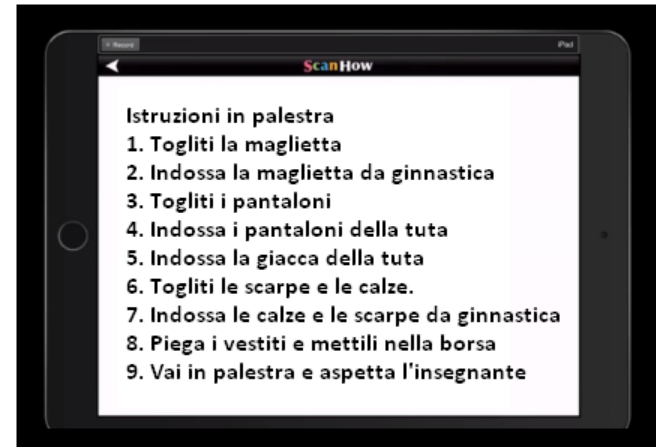 Record
iPad
ScanHow
Istruzioni in palestra
1. Togliti la maglietta
2. Indossa la maglietta da ginnastica
3. Togliti i pantaloni
4. Indossa i pantaloni della tuta
5. Indossa la giacca della tuta
6. Togliti le scarpe e le calze.
7. Indossa le calze e le scarpe da ginnastica
8. Piega i vestiti e mettili nella borsa
9. Vai in palestra e aspetta l'insegnante